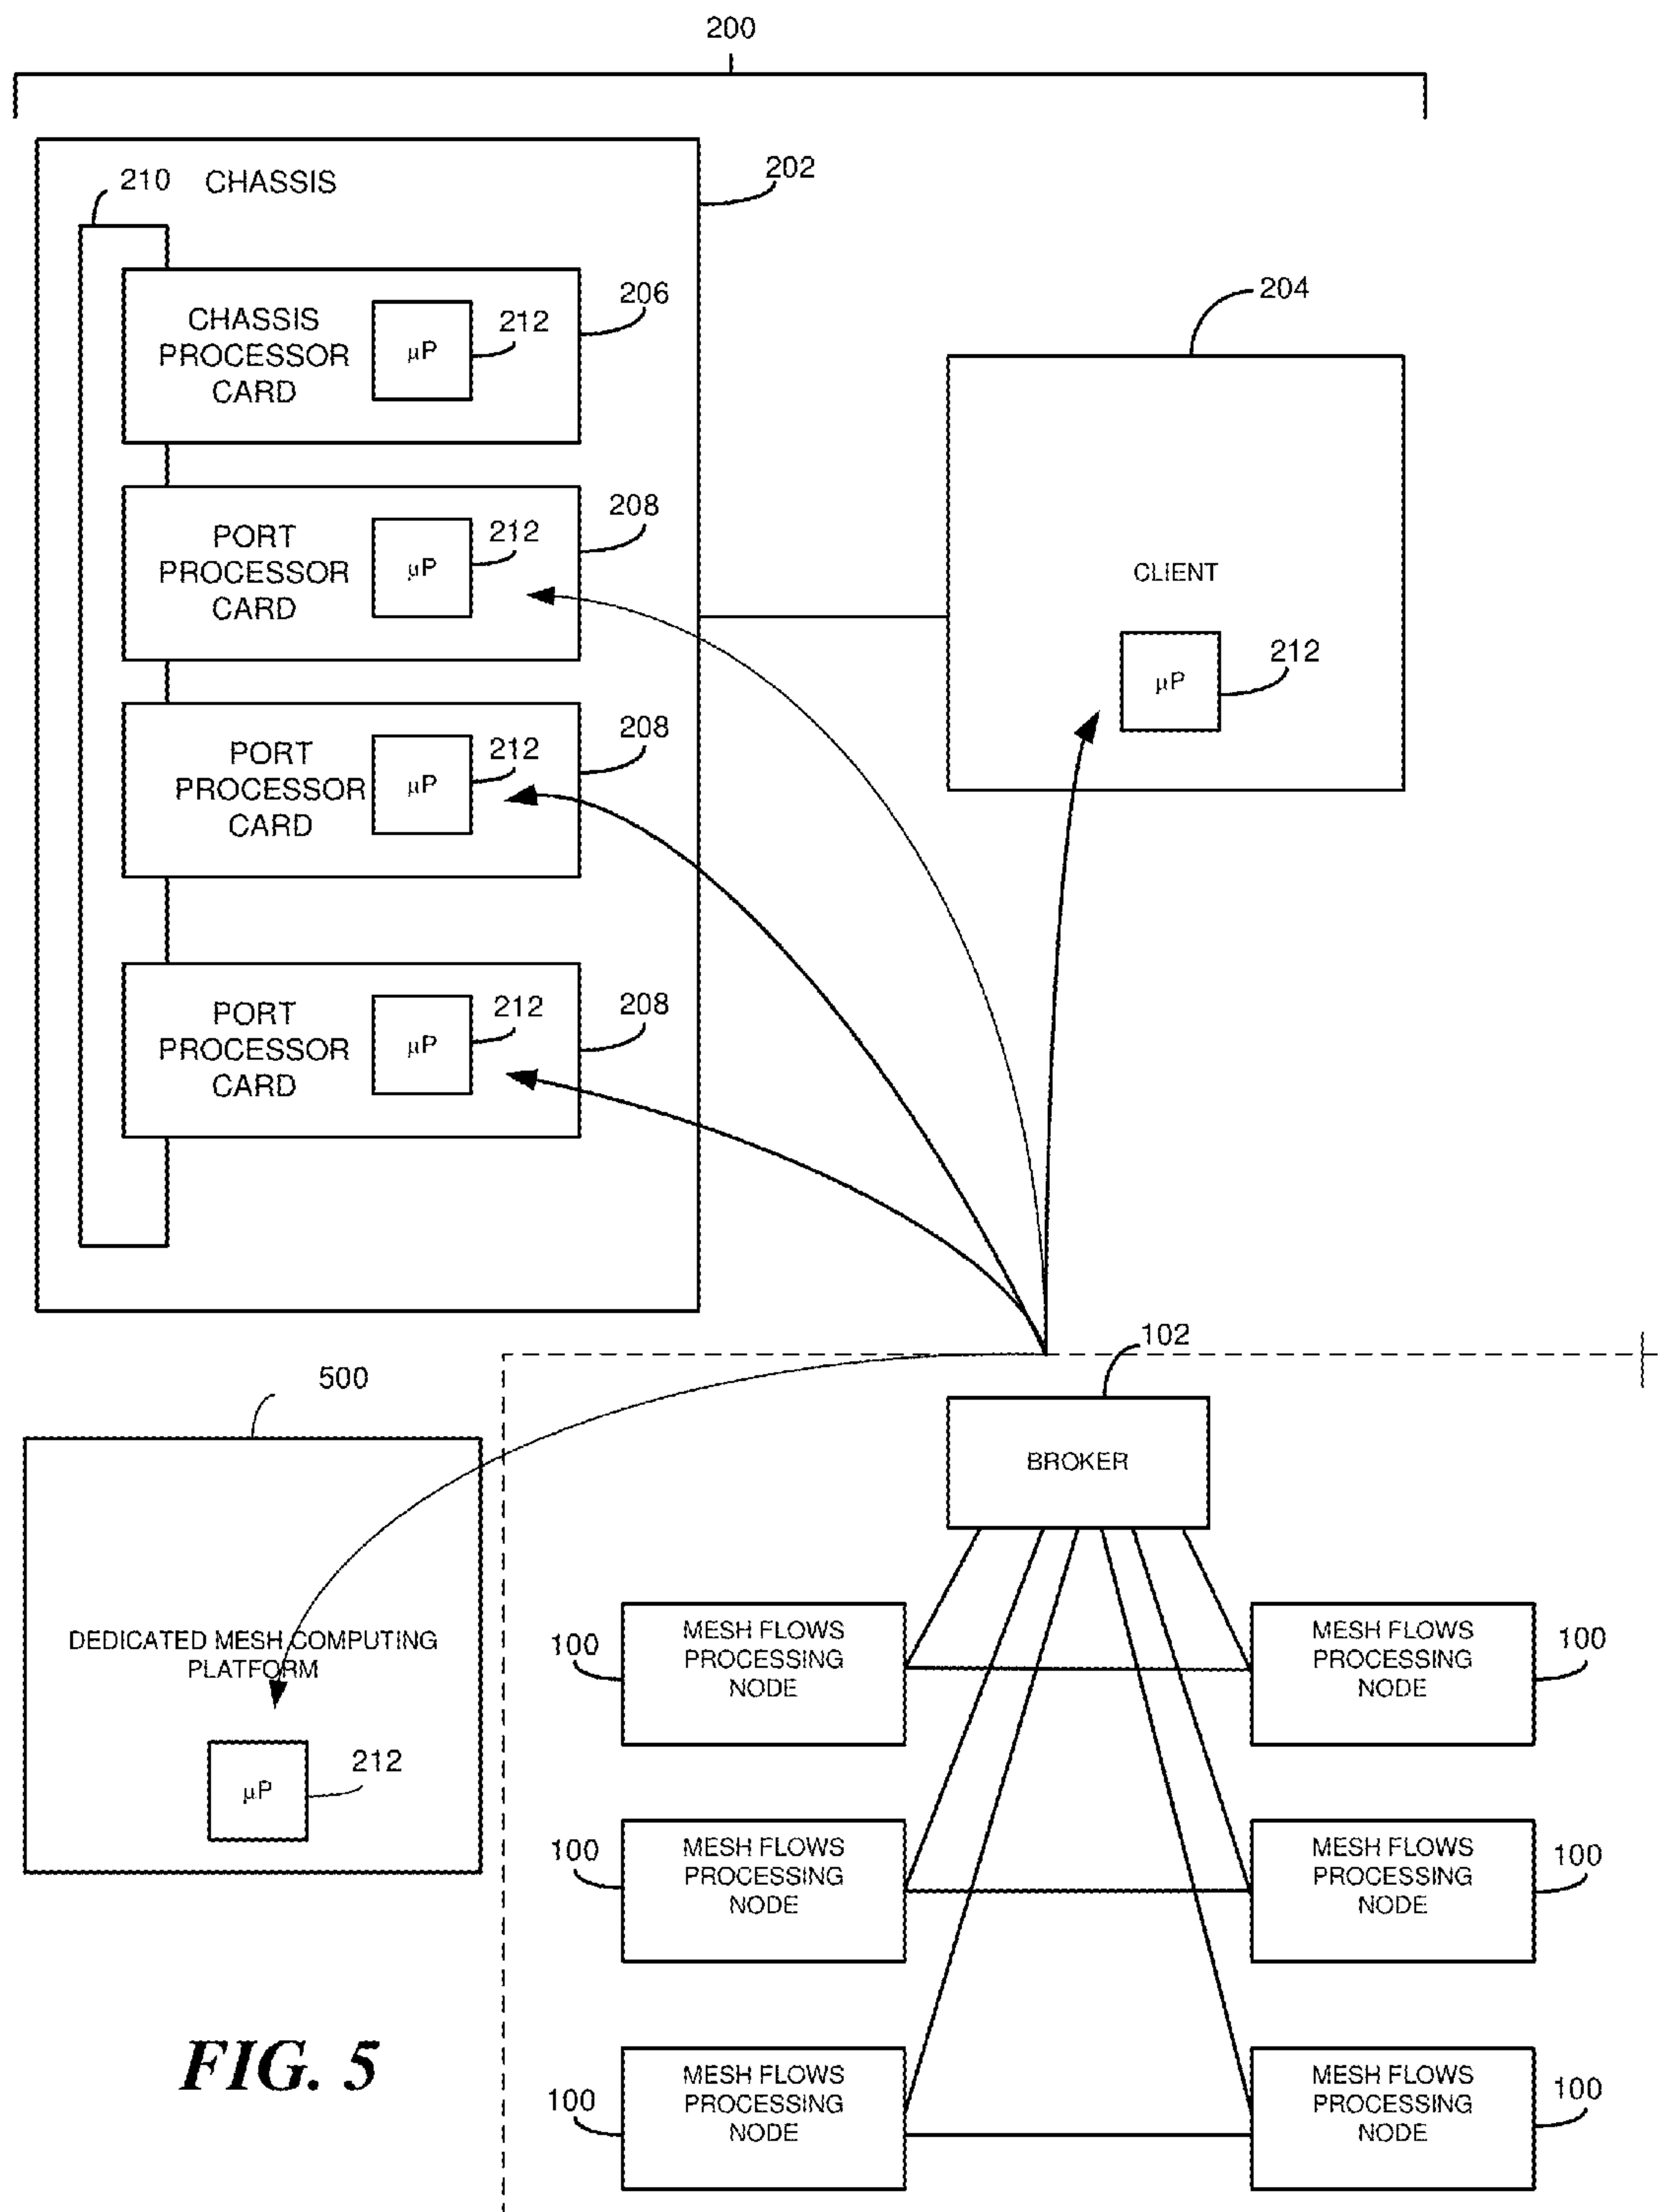 200
202
210 CHASSIS
206
CHASSIS
PROCESSOR
CARD
μP
212
204
208
PORT
PROCESSOR
CARD
μP
212
CLIENT
μP
212
208
PORT
PROCESSOR
CARD
μP
212
208
PORT
PROCESSOR
CARD
μP
212
102
BROKER
500
DEDICATED MESH COMPUTING
PLATFORM
μP
212
100
MESH FLOWS
PROCESSING
NODE
MESH FLOWS
PROCESSING
NODE
100
100
MESH FLOWS
PROCESSING
NODE
MESH FLOWS
PROCESSING
NODE
100
100
MESH FLOWS
PROCESSING
NODE
MESH FLOWS
PROCESSING
NODE
100
FIG. 5